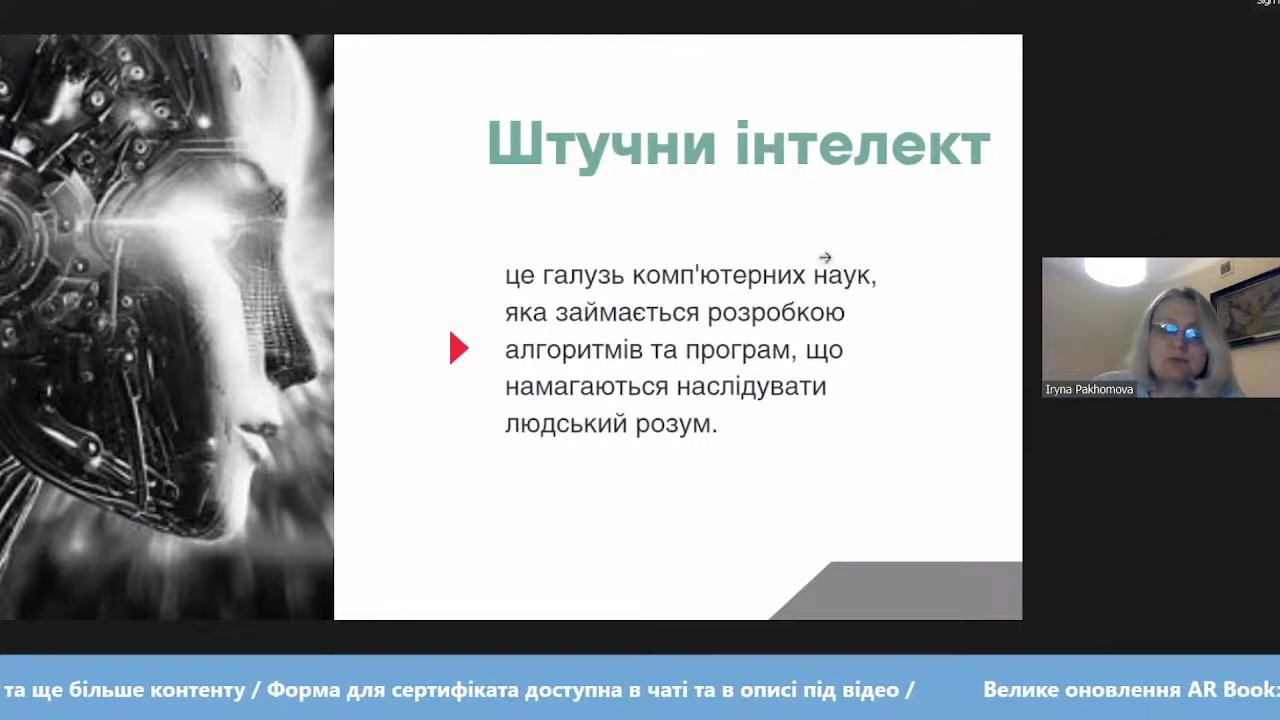 Sign
Штучни інтелект
це галузь комп'ютерних наук,
яка займається розробкою
алгоритмів та програм, що
намагаються наслідувати
людський розум.
Iryna Pakhomova
та ще більше контенту / Форма для сертифіката доступна в чаті та в описі під відео / Велике оновлення AR Book: